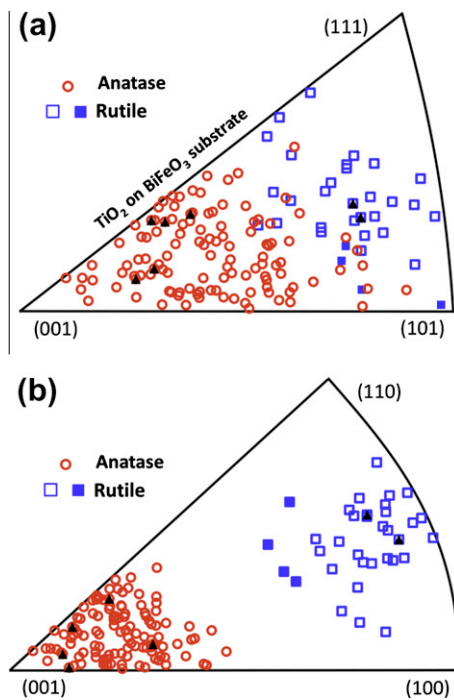 (a)
(111)
Anatase
Rutile
TiO₂ on BiFeO₃ substrate
(001)
(101)
(b)
(110)
Anatase
Rutile
(001)
(100)